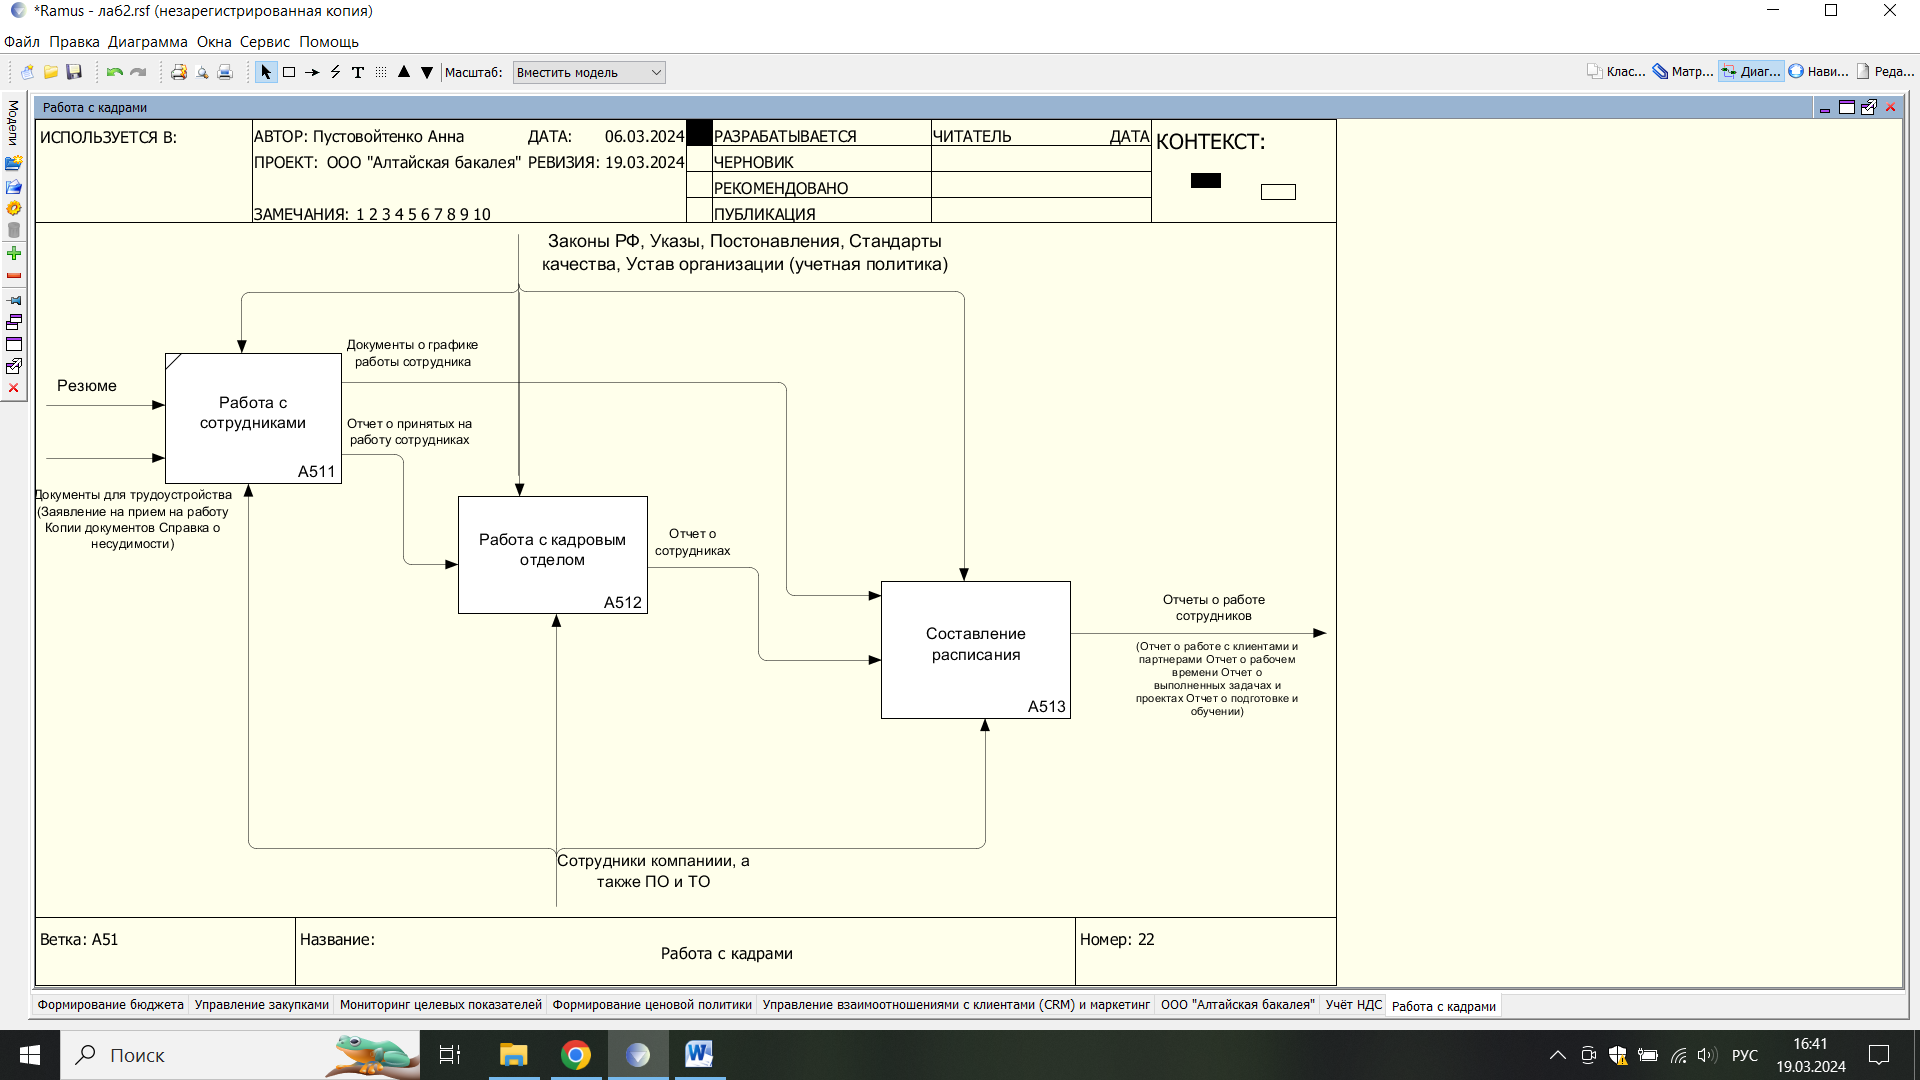 *Ramus - лаб2.rsf (незарегистрированная копия)
Файл Правка Диаграмма Окна Сервис Помощь
Масштаб: Вместить модель Клас... Матр... Диаг... Нави... Реда...
Модели
Работа с кадрами
ИСПОЛЬЗУЕТСЯ В:
АВТОР: Пустовойтенко Анна ДАТА: 06.03.2024
ПРОЕКТ: ООО "Алтайская бакалея" РЕВИЗИЯ: 19.03.2024
ЗАМЕЧАНИЯ: 1 2 3 4 5 6 7 8 9 10
РАЗРАБАТЫВАЕТСЯ
ЧЕРНОВИК
РЕКОМЕНДОВАНО
ПУБЛИКАЦИЯ
ЧИТАТЕЛЬ ДАТА
КОНТЕКСТ:
Законы РФ, Указы, Постонавления, Стандарты
качества, Устав организации (учетная политика)
Документы о графике
работы сотрудника
Резюме
Работа с
сотрудниками
A511
Отчет о принятых на
работу сотрудниках
Документы для трудоустройства
(Заявление на прием на работу
Копии документов Справка о
несудимости)
Работа с кадровым
отделом
A512
Отчет о
сотрудниках
Составление
расписания
A513
Отчеты о работе
сотрудников
(Отчет о работе с клиентами и
партнерами Отчет о рабочем
времени Отчет о
выполненных задачах и
проектах Отчет о подготовке и
обучении)
Сотрудники компаниии, а
также ПО и ТО
Ветка: A51
Название:
Работа с кадрами
Номер: 22
Формирование бюджета Управление закупками Мониторинг целевых показателей Формирование ценовой политики Управление взаимоотношениями с клиентами (CRM) и маркетинг ООО "Алтайская бакалея" Учёт НДС Работа с кадрами
Поиск
РУС
16:41
19.03.2024